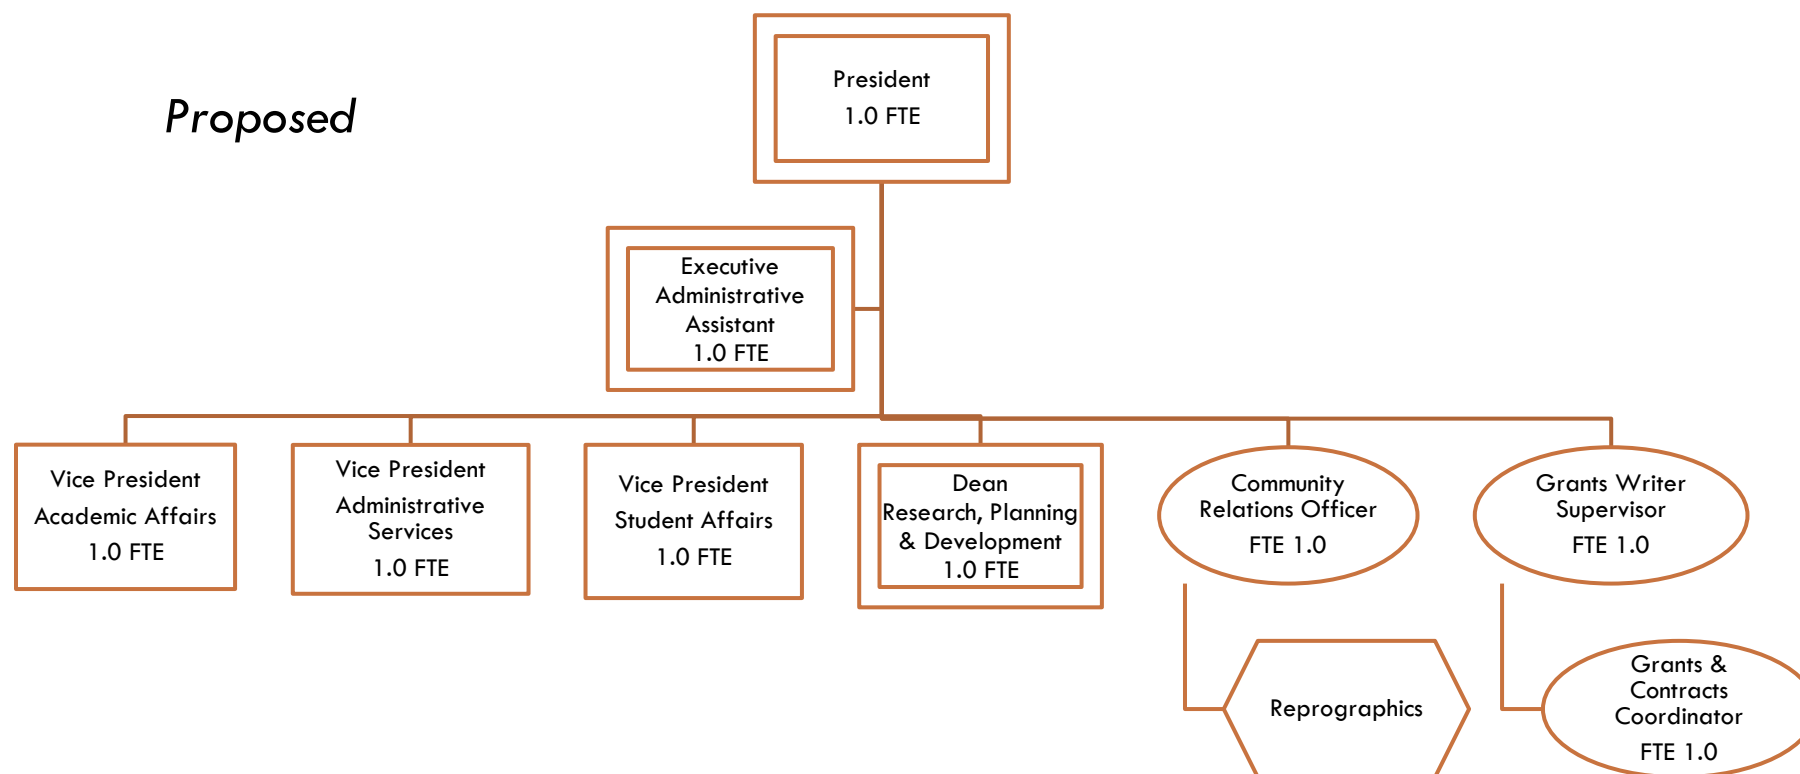 Proposed
President
1.0 FTE
Executive
Administrative
Assistant
1.0 FTE
Vice President
Academic Affairs
1.0 FTE
Vice President
Administrative
Services
1.0 FTE
Vice President
Student Affairs
1.0 FTE
Dean
Research, Planning
& Development
1.0 FTE
Community
Relations Officer
FTE 1.0
Grants Writer
Supervisor
FTE 1.0
Reprographics
Grants &
Contracts
Coordinator
FTE 1.0